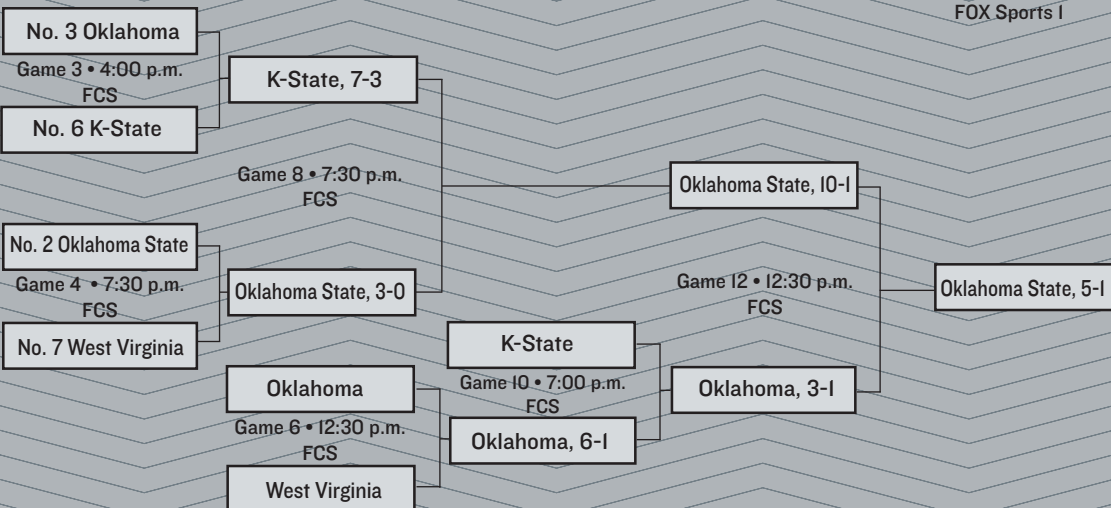 FOX Sports 1
No. 3 Oklahoma
Game 3 • 4:00 p.m.
FCS
No. 6 K-State
K-State, 7-3
Game 8 • 7:30 p.m.
FCS
No. 2 Oklahoma State
Game 4 • 7:30 p.m.
FCS
No. 7 West Virginia
Oklahoma State, 3-0
Oklahoma
Game 6 • 12:30 p.m.
FCS
West Virginia
K-State
Game 10 • 7:00 p.m.
FCS
Oklahoma, 6-1
Oklahoma State, 10-1
Game 12 • 12:30 p.m.
FCS
Oklahoma, 3-1
Oklahoma State, 5-1